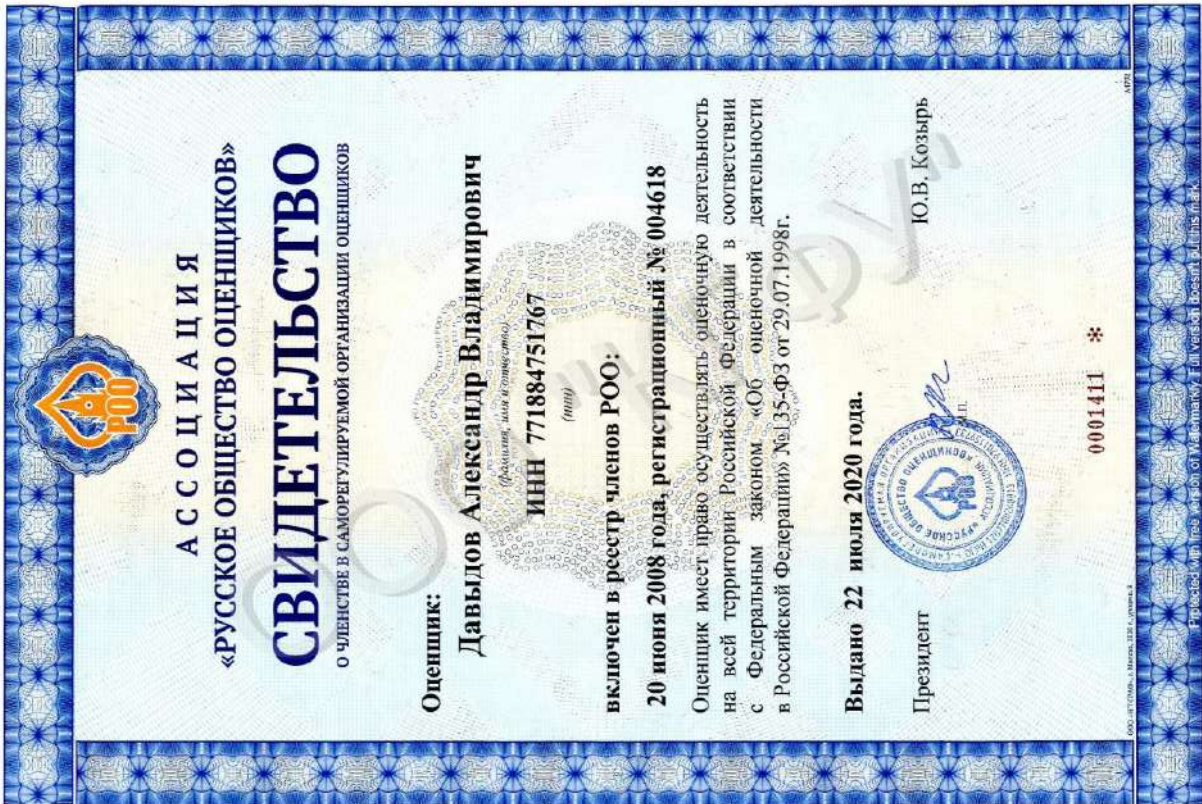 РОО
АССОЦИАЦИЯ
«РУССКОЕ ОБЩЕСТВО ОЦЕНЩИКОВ»
СВИДЕТЕЛЬСТВО
О ЧЛЕНСТВЕ В САМОРЕГУЛИРУЕМОЙ ОРГАНИЗАЦИИ ОЦЕНЩИКОВ
Оценщик:
Давыдов Александр Владимирович
(фамилия, имя и отчество)
ИНН 771884751767
(инн)
включен в реестр членов РОО:
20 июня 2008 года, регистрационный № 004618
Оценщик имеет право осуществлять оценочную деятельность
на всей территории Российской Федерации в соответствии
с Федеральным законом «Об оценочной деятельности
в Российской Федерации» №135-ФЗ от 29.07.1998г.
Выдано 22 июля 2020 года.
Президент
М.П.
Ю.В. Козырь
0001411 *
ООО "КФУ"